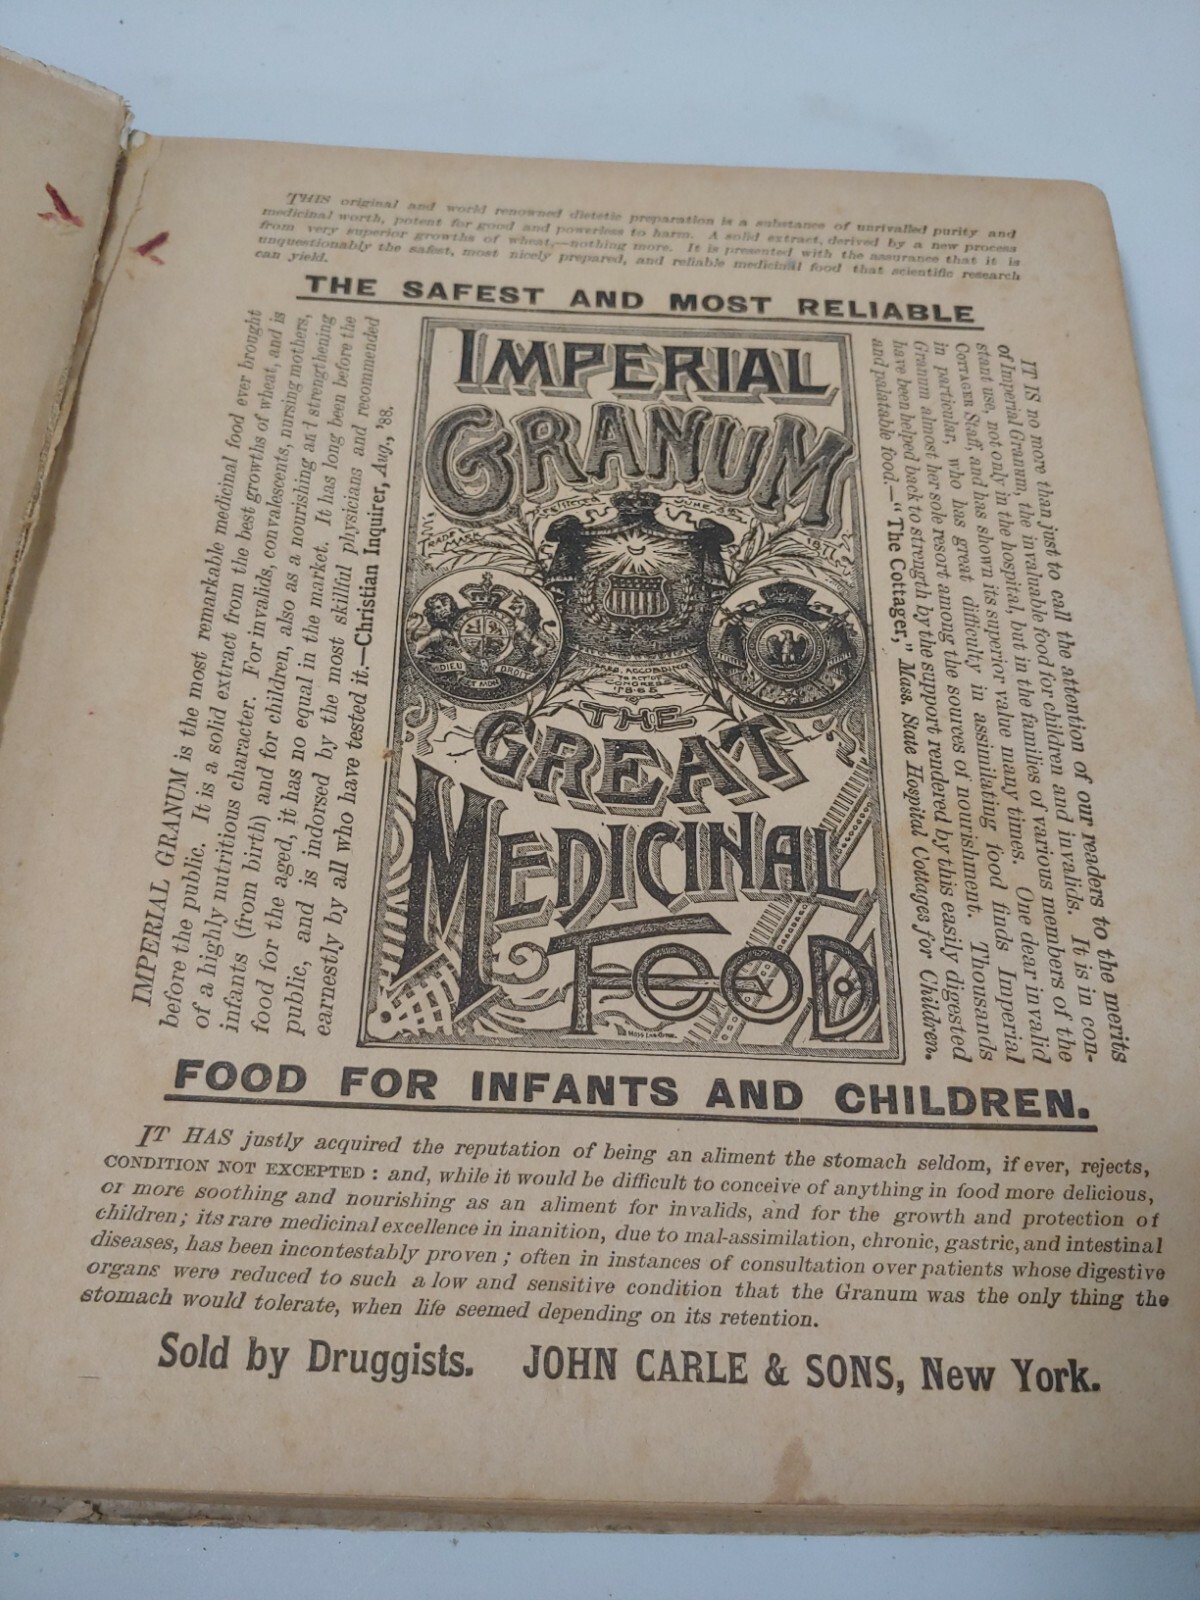 THIS original and world renowned dietetic preparation is a substance of unrivalled purity and
medicinal worth, potent for good and powerless to harm. A solid extract, derived by a new process
from very superior growths of wheat,—nothing more. It is presented with the assurance that it is
unquestionably the safest, most nicely prepared, and reliable medicinal food that scientific research
can yield.
THE SAFEST AND MOST RELIABLE
IMPERIAL GRANUM is the most remarkable medicinal food ever brought
before the public. It is a solid extract from the best growths of wheat, and is
of a highly nutritious character. For invalids, convalescents, nursing mothers,
infants (from birth) and for children, also as a nourishing and strengthening
food for the aged, it has no equal in the market. It has long been before the
public, and is indorsed by the most skillful physicians and recommended
earnestly by all who have tested it.—Christian Inquirer, Aug., '88.
IMPERIAL
GRANUM
Registered JUNE
TRADE MARK
1877
DIEU ET MON DROIT
ACCORDING
TO ACT OF
CONGRESS
1868
THE
GREAT
MEDICINAL
FOOD
IT IS no more than just to call the attention of our readers to the merits
of Imperial Granum, the invaluable food for children and invalids. It is in con-
stant use, not only in the hospital, but in the families of various members of the
COTTAGER Staff, and has shown its superior value many times. One dear invalid
in particular, who has great difficulty in assimilating food finds Imperial
Granum almost her sole resort among the sources of nourishment. Thousands
have been helped back to strength by the support rendered by this easily digested
and palatable food.—"The Cottager," Mass. State Hospital Cottages for Children.
FOOD FOR INFANTS AND CHILDREN.
IT HAS justly acquired the reputation of being an aliment the stomach seldom, if ever, rejects,
CONDITION NOT EXCEPTED : and, while it would be difficult to conceive of anything in food more delicious,
or more soothing and nourishing as an aliment for invalids, and for the growth and protection of
children; its rare medicinal excellence in inanition, due to mal-assimilation, chronic, gastric, and intestinal
diseases, has been incontestably proven ; often in instances of consultation over patients whose digestive
organs were reduced to such a low and sensitive condition that the Granum was the only thing the
stomach would tolerate, when life seemed depending on its retention.
Sold by Druggists. JOHN CARLE & SONS, New York.